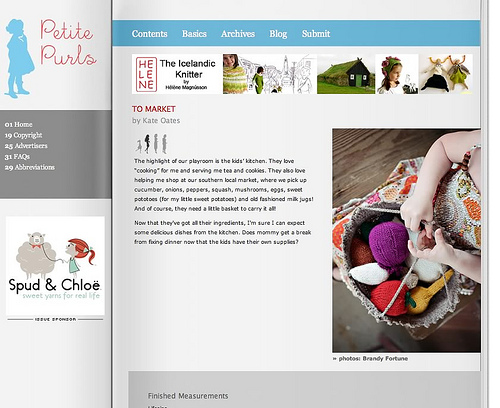 Petite
Purls
01 Home
19 Copyright
25 Advertisers
31 FAQs
29 Abbreviations
Spud & Chloë
sweet yarns for real life
ISSUE SPONSOR
Contents Basics Archives Blog Submit
HÉLÈNE
The Icelandic
Knitter
by
Hélène Magnússon
TO MARKET
by Kate Oates
The highlight of our playroom is the kids' kitchen. They love
"cooking" for me and serving me tea and cookies. They also love
helping me shop at our southern local market, where we pick up
cucumber, onions, peppers, squash, mushrooms, eggs, sweet
potatoes (for my little sweet potatoes) and old fashioned milk jugs!
And of course, they need a little basket to carry it all!
Now that they've got all their ingredients, I'm sure I can expect
some delicious dishes from the kitchen. Does mommy get a break
from fixing dinner now that the kids have their own supplies?
» photos: Brandy Fortune
Finished Measurements